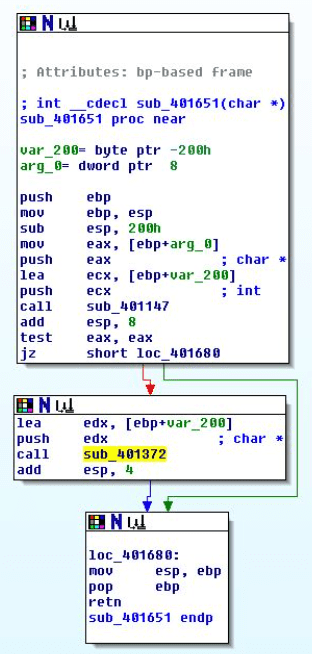 ; Attributes: bp-based frame
; int __cdecl sub_401651(char *)
sub_401651 proc near
var_200= byte ptr -200h
arg_0= dword ptr  8
push    ebp
mov     ebp, esp
sub     esp, 200h
mov     eax, [ebp+arg_0]
push    eax             ; char *
lea     ecx, [ebp+var_200]
push    ecx             ; int
call    sub_401147
add     esp, 8
test    eax, eax
jz      short loc_401680
lea     edx, [ebp+var_200]
push    edx             ; char *
call    sub_401372
add     esp, 4
loc_401680:
mov     esp, ebp
pop     ebp
retn
sub_401651 endp